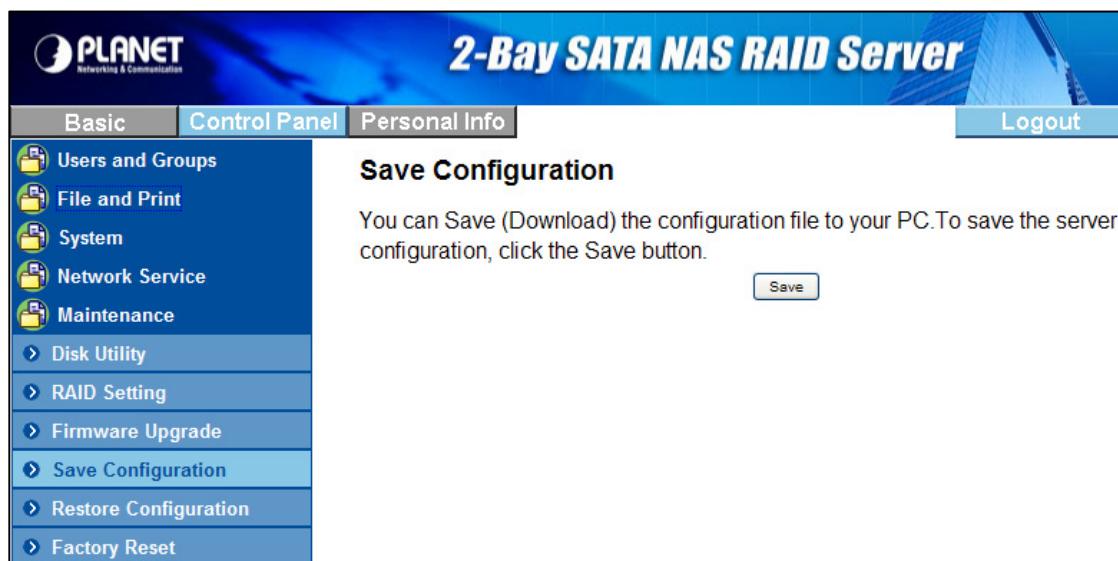 PLANET
Networking & Communication
2-Bay SATA NAS RAID Server
Basic
Control Panel
Personal Info
Logout
Users and Groups
File and Print
System
Network Service
Maintenance
Disk Utility
RAID Setting
Firmware Upgrade
Save Configuration
Restore Configuration
Factory Reset
Save Configuration
You can Save (Download) the configuration file to your PC.To save the server
configuration, click the Save button.
Save